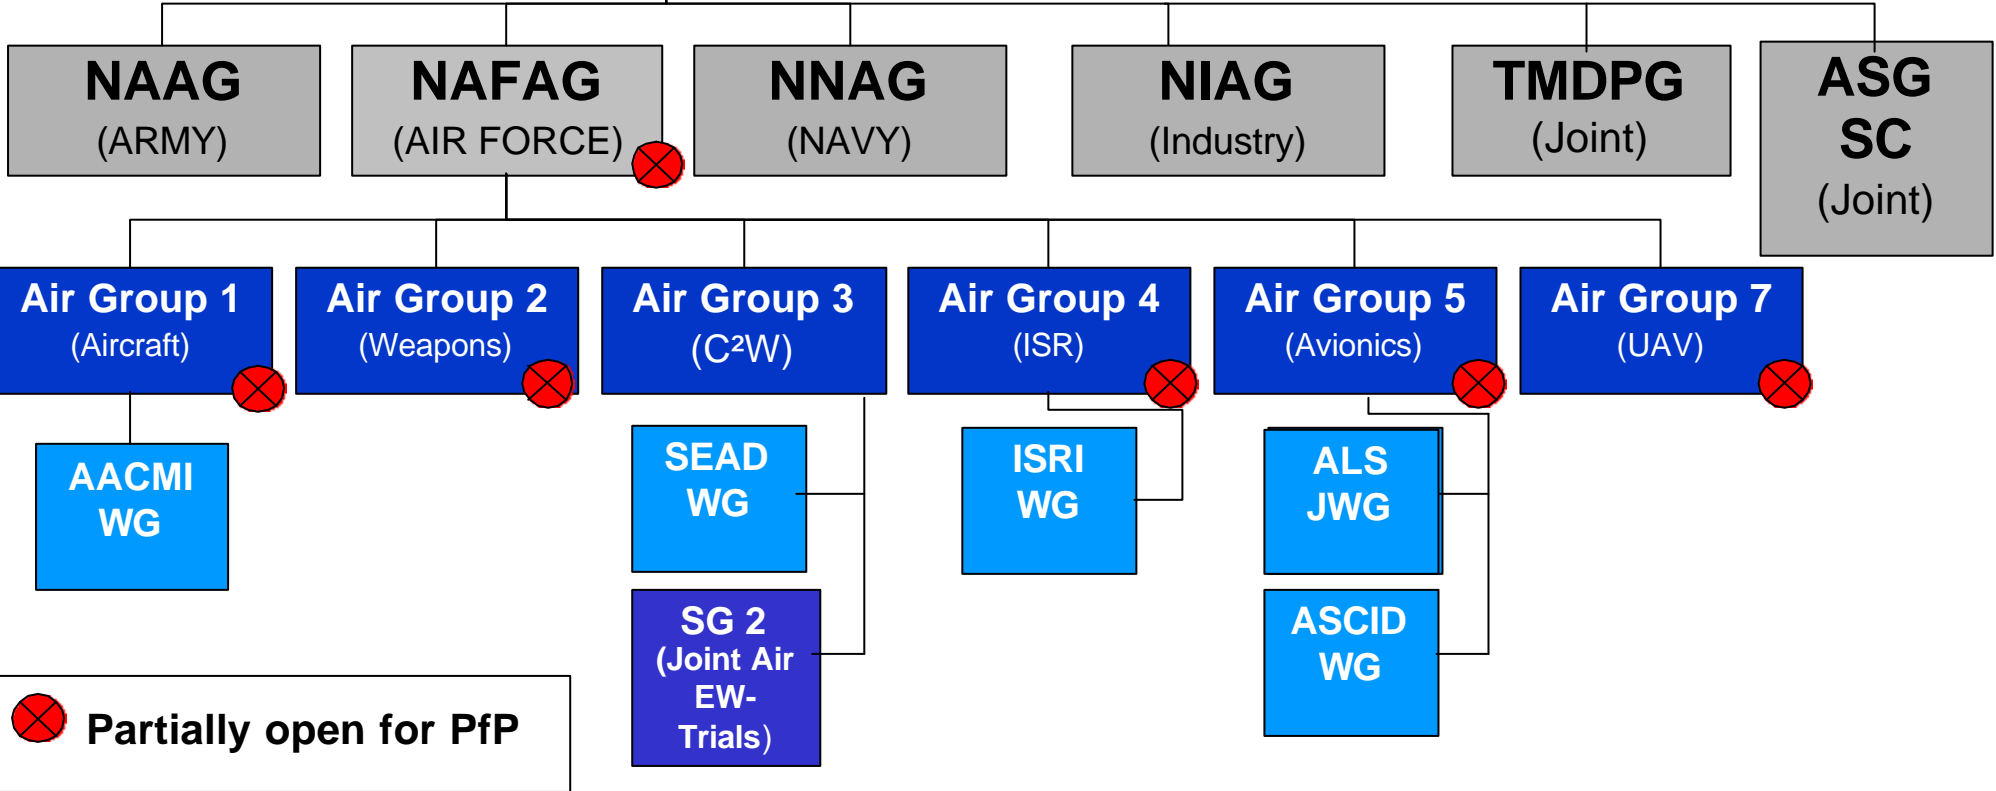 NAAG
(ARMY)
NAFAG
(AIR FORCE)
NNAG
(NAVY)
NIAG
(Industry)
TMDPG
(Joint)
ASG
SC
(Joint)
Air Group 1
(Aircraft)
Air Group 2
(Weapons)
Air Group 3
(C²W)
Air Group 4
(ISR)
Air Group 5
(Avionics)
Air Group 7
(UAV)
AACMI
WG
SEAD
WG
ISRI
WG
ALS
JWG
SG 2
(Joint Air
EW-
Trials)
ASCID
WG
Partially open for PfP